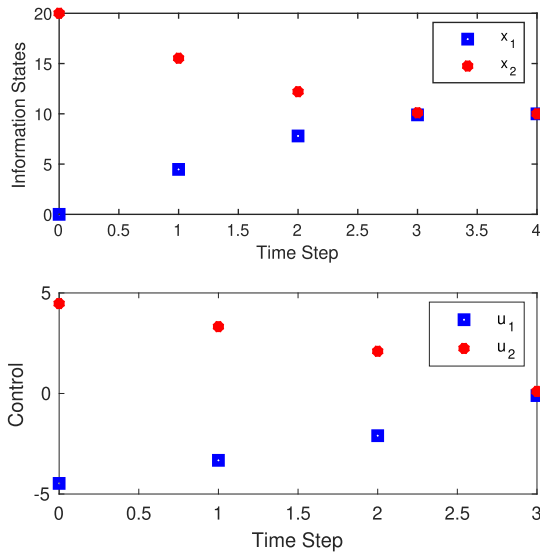 20
15
10
5
0
Information States
x1
x2
0 0.5 1 1.5 2 2.5 3 3.5 4
Time Step
5
0
-5
Control
u1
u2
0 0.5 1 1.5 2 2.5 3
Time Step